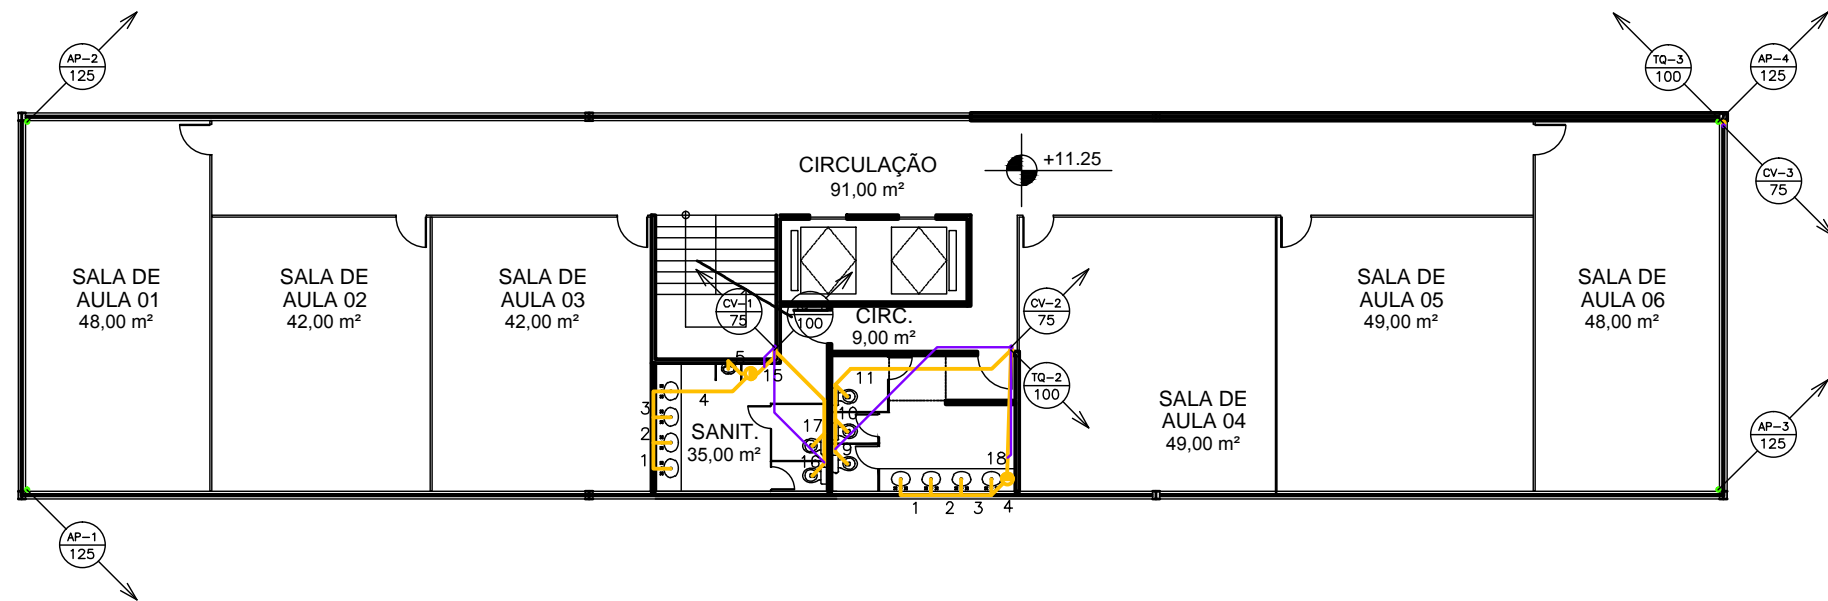 AP-2
125
TQ-3
100
AP-4
125
CIRCULAÇÃO
91,00 m²
+11.25
CV-3
75
SALA DE
AULA 01
48,00 m²
SALA DE
AULA 02
42,00 m²
SALA DE
AULA 03
42,00 m²
CV-1
75
100
CIRC.
9,00 m²
CV-2
75
SALA DE
AULA 05
49,00 m²
SALA DE
AULA 06
48,00 m²
5
15
4
3
2
1
SANIT.
35,00 m²
17
16
11
10
9
18
TQ-2
100
SALA DE
AULA 04
49,00 m²
AP-3
125
1
2
3
4
AP-1
125